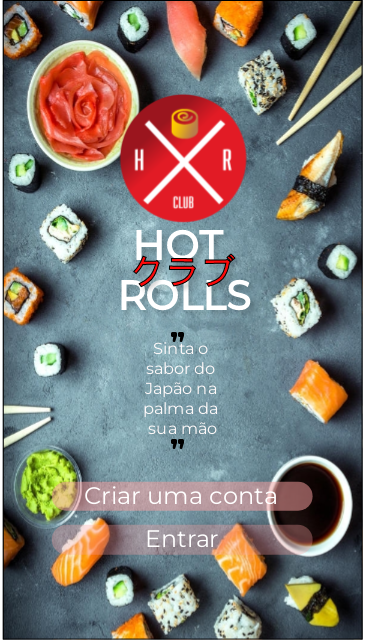 H R
CLUB
HOT
クラブ
ROLLS
❞
Sinta o
sabor do
Japão na
palma da
sua mão
❞
Criar uma conta
Entrar